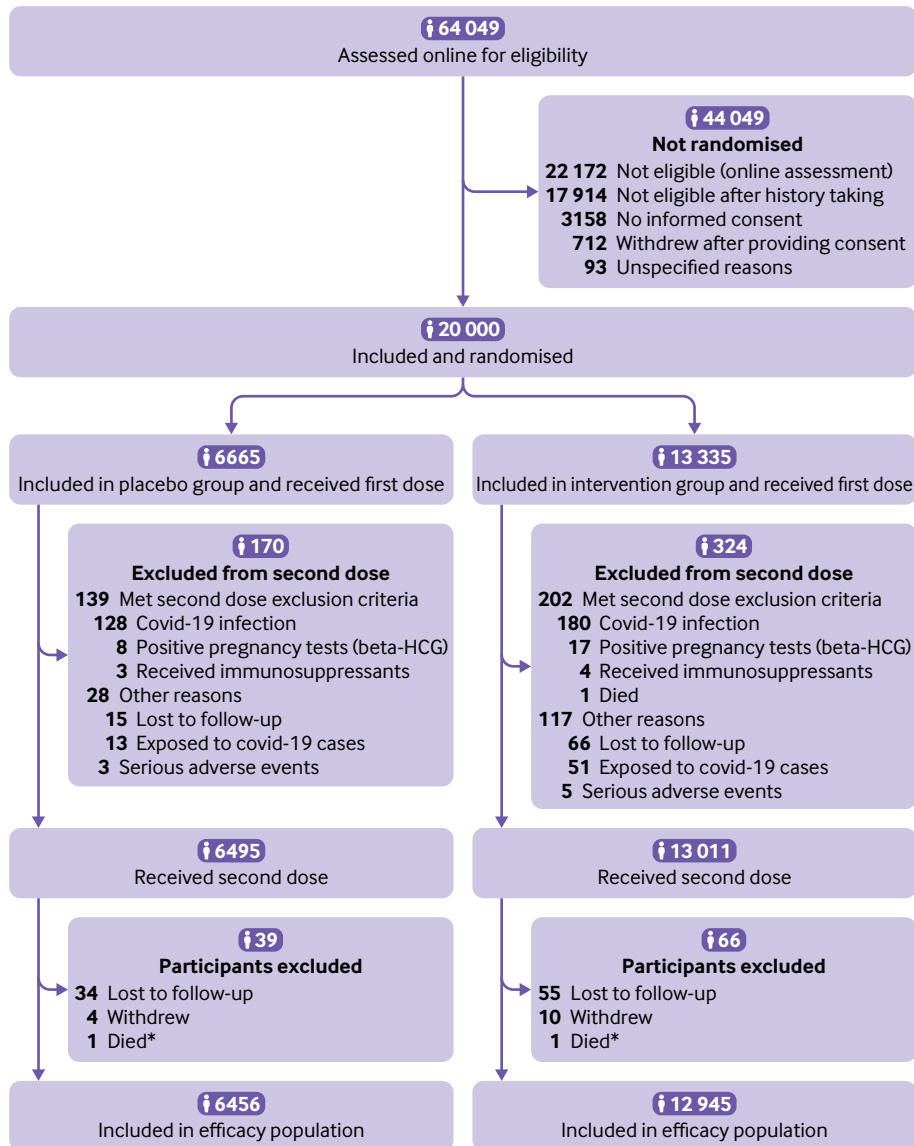 64 049
Assessed online for eligibility
44 049
Not randomised
22 172 Not eligible (online assessment)
17 914 Not eligible after history taking
3158 No informed consent
712 Withdrew after providing consent
93 Unspecified reasons
20 000
Included and randomised
6665
Included in placebo group and received first dose
13 335
Included in intervention group and received first dose
170
Excluded from second dose
139 Met second dose exclusion criteria
128 Covid-19 infection
8 Positive pregnancy tests (beta-HCG)
3 Received immunosuppressants
28 Other reasons
15 Lost to follow-up
13 Exposed to covid-19 cases
3 Serious adverse events
324
Excluded from second dose
202 Met second dose exclusion criteria
180 Covid-19 infection
17 Positive pregnancy tests (beta-HCG)
4 Received immunosuppressants
1 Died
117 Other reasons
66 Lost to follow-up
51 Exposed to covid-19 cases
5 Serious adverse events
6495
Received second dose
13 011
Received second dose
39
Participants excluded
34 Lost to follow-up
4 Withdrew
1 Died*
66
Participants excluded
55 Lost to follow-up
10 Withdrew
1 Died*
6456
Included in efficacy population
12 945
Included in efficacy population